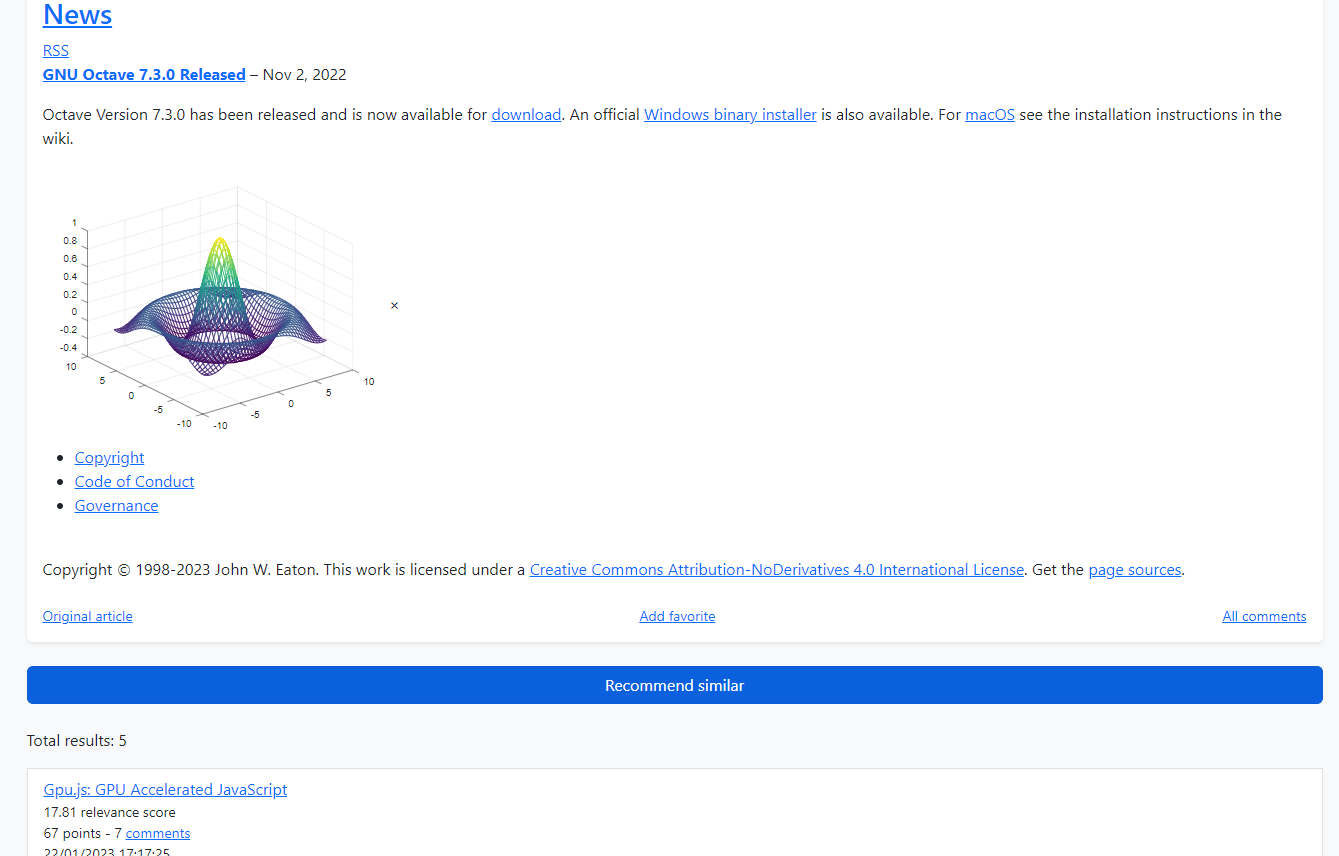 News
RSS
GNU Octave 7.3.0 Released – Nov 2, 2022
Octave Version 7.3.0 has been released and is now available for download. An official Windows binary installer is also available. For macOS see the installation instructions in the
wiki.
1
0.8
0.6
0.4
0.2
0
-0.2
-0.4
10
5
0
-5
-10
-10
-5
0
5
10
×
• Copyright
• Code of Conduct
• Governance
Copyright © 1998-2023 John W. Eaton. This work is licensed under a Creative Commons Attribution-NoDerivatives 4.0 International License. Get the page sources.
Original article Add favorite All comments
Recommend similar
Total results: 5
Gpu.js: GPU Accelerated JavaScript
17.81 relevance score
67 points - 7 comments
22/01/2023 17:17:25